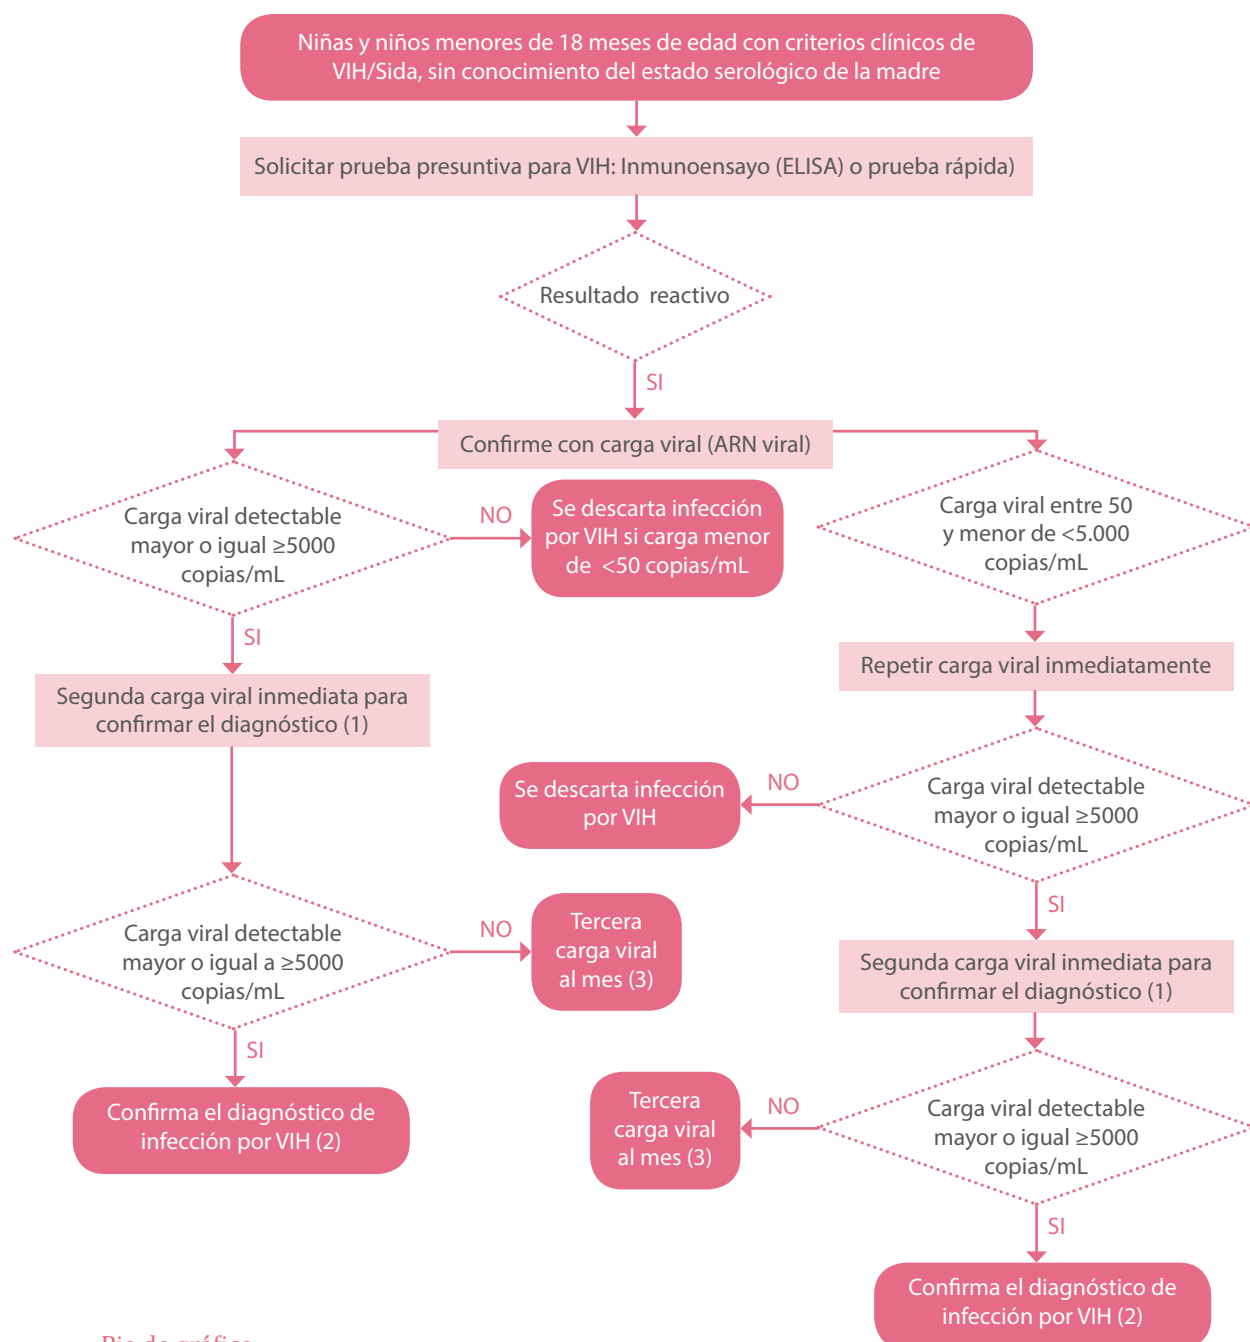 Niñas y niños menores de 18 meses de edad con criterios clínicos de
VIH/Sida, sin conocimiento del estado serológico de la madre
Solicitar prueba presuntiva para VIH: Inmunoensayo (ELISA) o prueba rápida)
Resultado reactivo
SI
Confirme con carga viral (ARN viral)
Carga viral detectable
mayor o igual ≥5000
copias/mL
NO
Se descarta infección
por VIH si carga menor
de <50 copias/mL
Carga viral entre 50
y menor de <5.000
copias/mL
SI
Segunda carga viral inmediata para
confirmar el diagnóstico (1)
Repetir carga viral inmediatamente
Se descarta infección
por VIH
NO
Carga viral detectable
mayor o igual ≥5000
copias/mL
SI
Carga viral detectable
mayor o igual a ≥5000
copias/mL
NO
Tercera
carga viral
al mes (3)
Segunda carga viral inmediata para
confirmar el diagnóstico (1)
SI
Confirma el diagnóstico de
infección por VIH (2)
Tercera
carga viral
al mes (3)
NO
Carga viral detectable
mayor o igual ≥5000
copias/mL
SI
Confirma el diagnóstico de
infección por VIH (2)